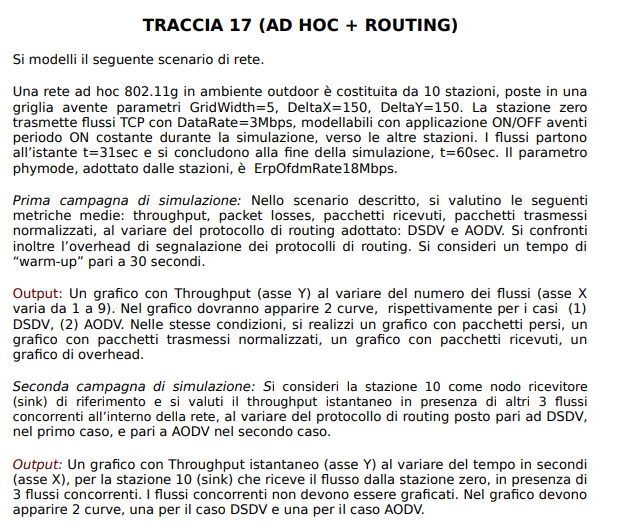 TRACCIA 17 (AD HOC + ROUTING)
Si modelli il seguente scenario di rete.
Una rete ad hoc 802.11g in ambiente outdoor è costituita da 10 stazioni, poste in una
griglia avente parametri GridWidth=5, DeltaX=150, DeltaY=150. La stazione zero
trasmette flussi TCP con DataRate=3Mbps, modellabili con applicazione ON/OFF aventi
periodo ON costante durante la simulazione, verso le altre stazioni. I flussi partono
all'istante t=31sec e si concludono alla fine della simulazione, t=60sec. Il parametro
phymode, adottato dalle stazioni, è ErpOfdmRate18Mbps.
Prima campagna di simulazione: Nello scenario descritto, si valutino le seguenti
metriche medie: throughput, packet losses, pacchetti ricevuti, pacchetti trasmessi
normalizzati, al variare del protocollo di routing adottato: DSDV e AODV. Si confronti
inoltre l'overhead di segnalazione dei protocolli di routing. Si consideri un tempo di
"warm-up" pari a 30 secondi.
Output: Un grafico con Throughput (asse Y) al variare del numero dei flussi (asse X
varia da 1 a 9). Nel grafico dovranno apparire 2 curve, rispettivamente per i casi (1)
DSDV, (2) AODV. Nelle stesse condizioni, si realizzi un grafico con pacchetti persi, un
grafico con pacchetti trasmessi normalizzati, un grafico con pacchetti ricevuti, un
grafico di overhead.
Seconda campagna di simulazione: Si consideri la stazione 10 come nodo ricevitore
(sink) di riferimento e si valuti il throughput istantaneo in presenza di altri 3 flussi
concorrenti all'interno della rete, al variare del protocollo di routing posto pari ad DSDV,
nel primo caso, e pari a AODV nel secondo caso.
Output: Un grafico con Throughput istantaneo (asse Y) al variare del tempo in secondi
(asse X), per la stazione 10 (sink) che riceve il flusso dalla stazione zero, in presenza di
3 flussi concorrenti. I flussi concorrenti non devono essere graficati. Nel grafico devono
apparire 2 curve, una per il caso DSDV e una per il caso AODV.